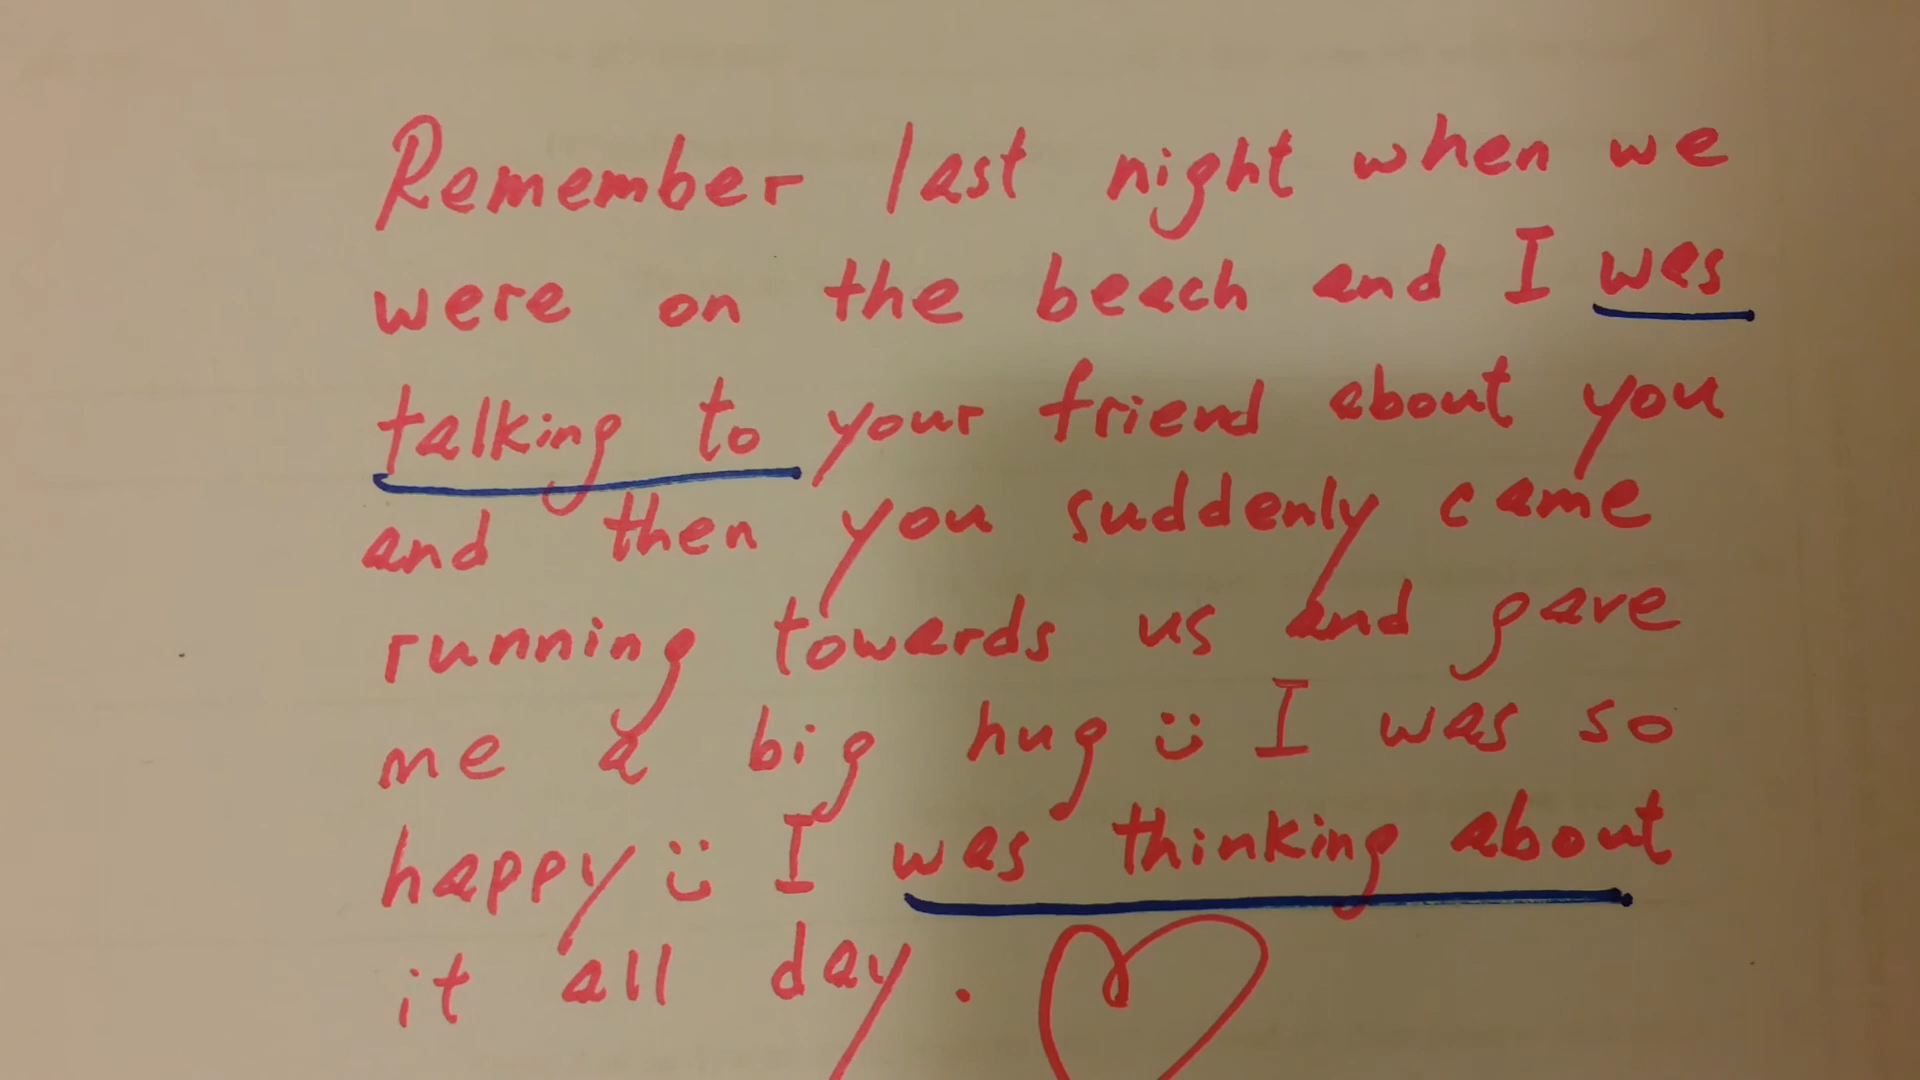 Remember last night when we
were on the beach and I was
talking to your friend about you
and then you suddenly came
running towards us and gave
me a big hug :) I was so
happy :) I was thinking about
it all day.